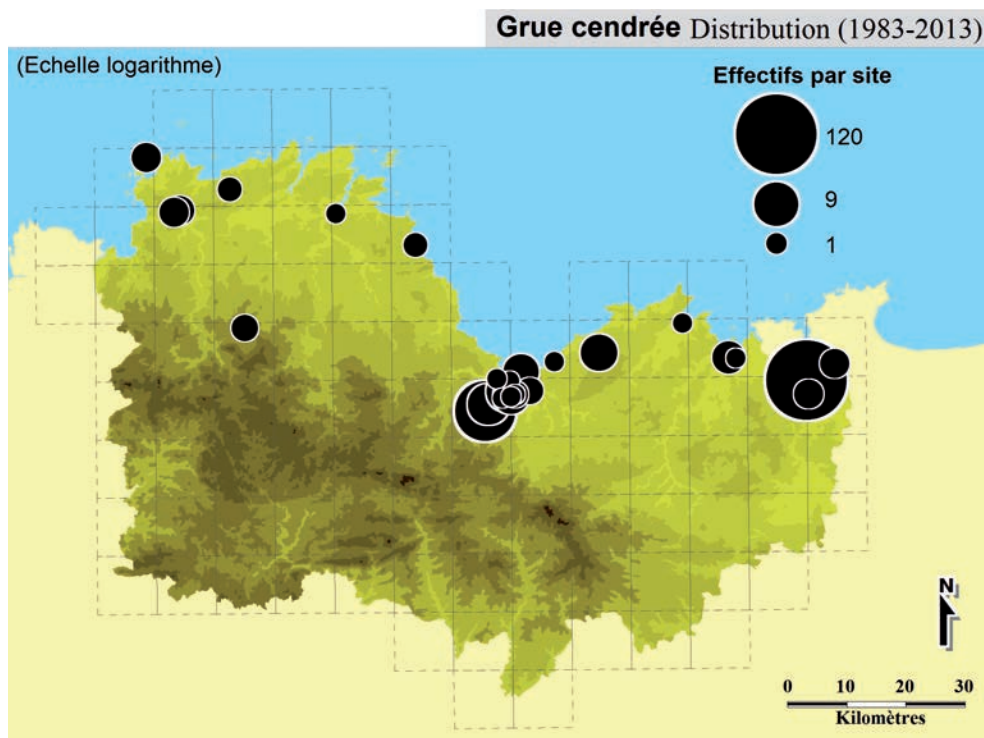 Grue cendrée Distribution (1983-2013)
(Echelle logarithme)
Effectifs par site
120
9
1
N
0 10 20 30
Kilomètres